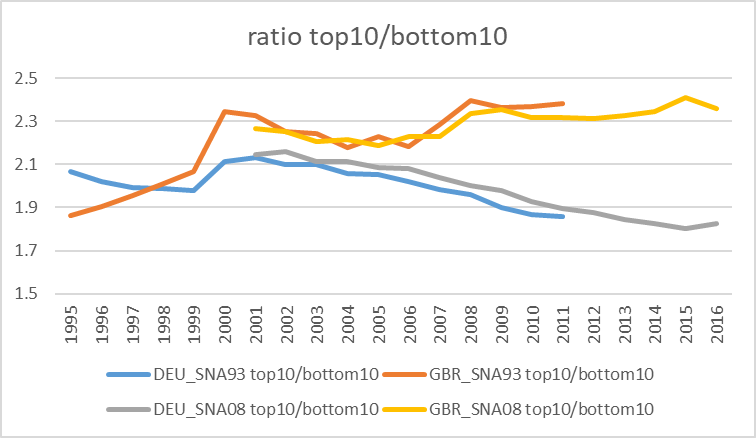 ratio top10/bottom10
2.5
2.3
2.1
1.9
1.7
1.5
1995 1996 1997 1998 1999 2000 2001 2002 2003 2004 2005 2006 2007 2008 2009 2010 2011 2012 2013 2014 2015 2016
DEU_SNA93 top10/bottom10 GBR_SNA93 top10/bottom10
DEU_SNA08 top10/bottom10 GBR_SNA08 top10/bottom10